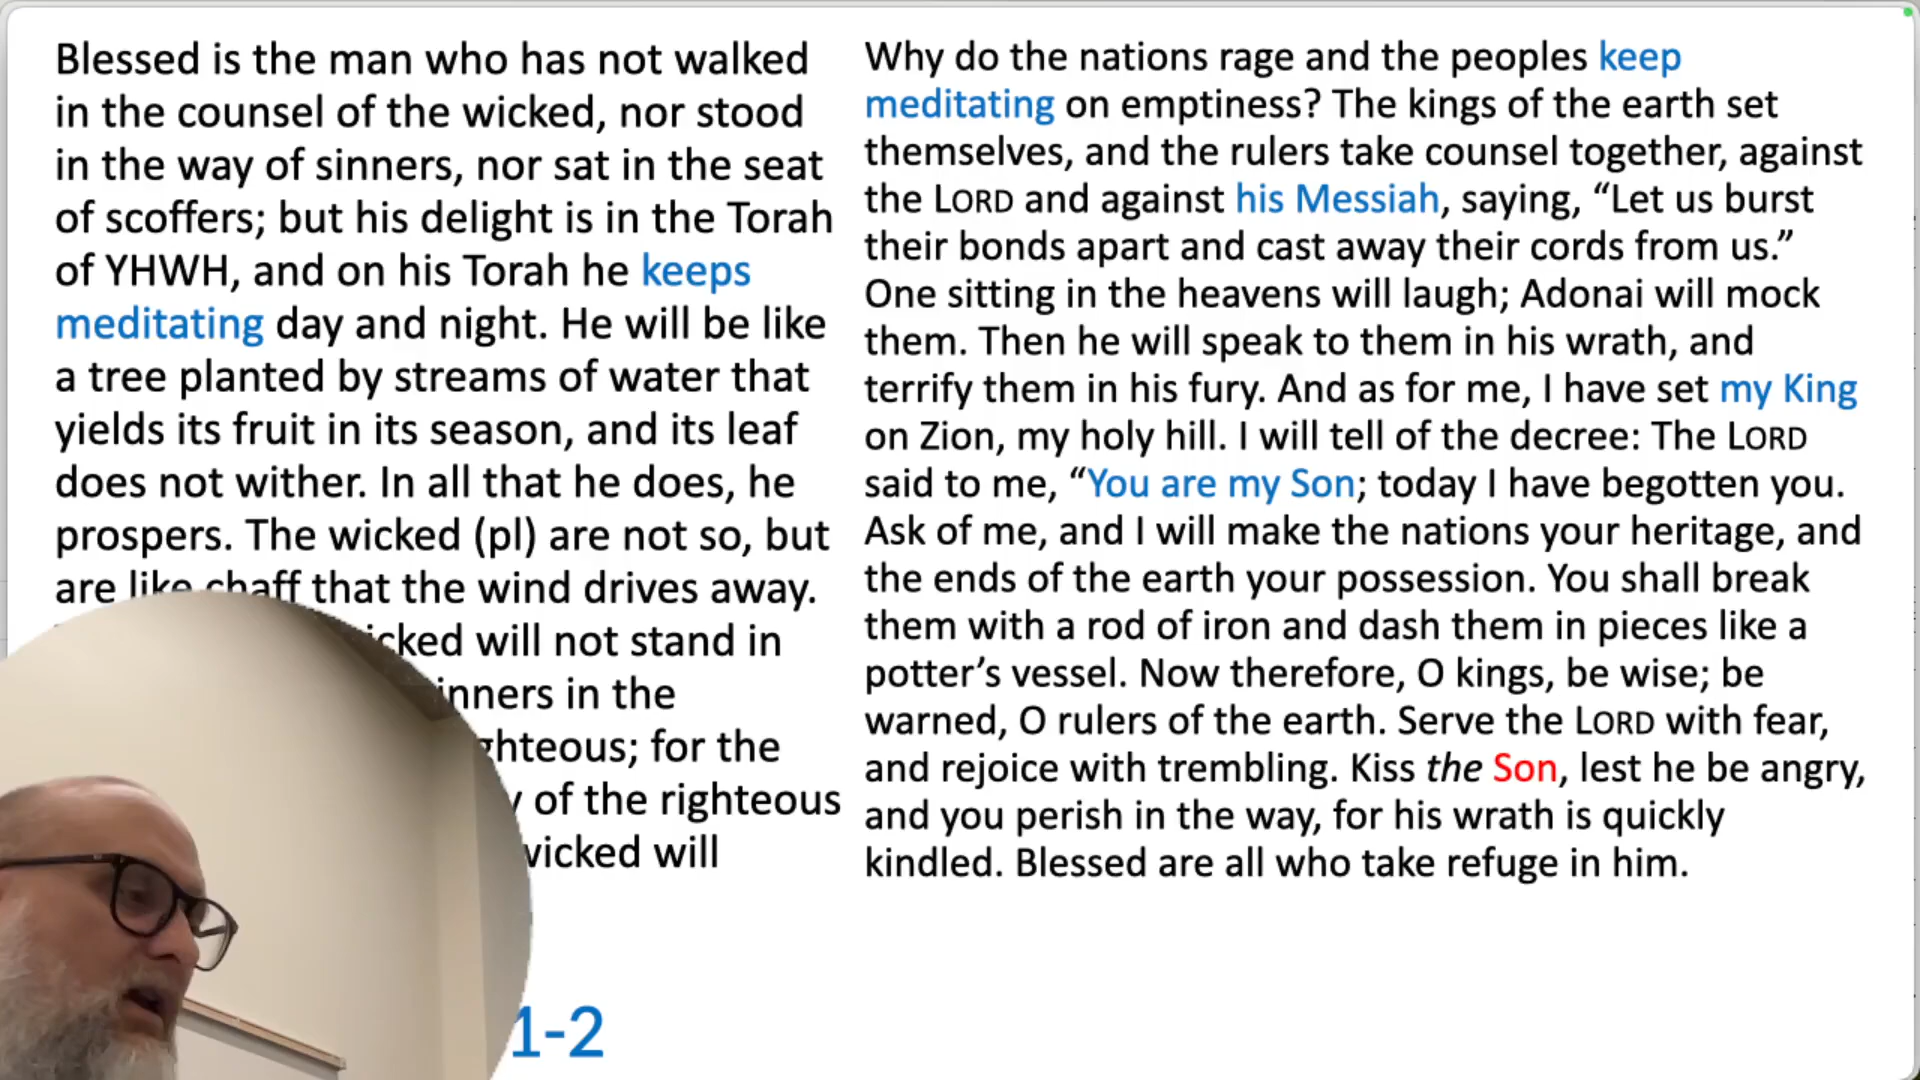 Blessed is the man who has not walked
in the counsel of the wicked, nor stood
in the way of sinners, nor sat in the seat
of scoffers; but his delight is in the Torah
of YHWH, and on his Torah he keeps
meditating day and night. He will be like
a tree planted by streams of water that
yields its fruit in its season, and its leaf
does not wither. In all that he does, he
prospers. The wicked (pl) are not so, but
are like chaff that the wind drives away.
will not stand in
in the
for the
of the righteous
wicked will
1-2
Why do the nations rage and the peoples keep
meditating on emptiness? The kings of the earth set
themselves, and the rulers take counsel together, against
the LORD and against his Messiah, saying, “Let us burst
their bonds apart and cast away their cords from us.”
One sitting in the heavens will laugh; Adonai will mock
them. Then he will speak to them in his wrath, and
terrify them in his fury. And as for me, I have set my King
on Zion, my holy hill. I will tell of the decree: The LORD
said to me, “You are my Son; today I have begotten you.
Ask of me, and I will make the nations your heritage, and
the ends of the earth your possession. You shall break
them with a rod of iron and dash them in pieces like a
potter’s vessel. Now therefore, O kings, be wise; be
warned, O rulers of the earth. Serve the LORD with fear,
and rejoice with trembling. Kiss the Son, lest he be angry,
and you perish in the way, for his wrath is quickly
kindled. Blessed are all who take refuge in him.